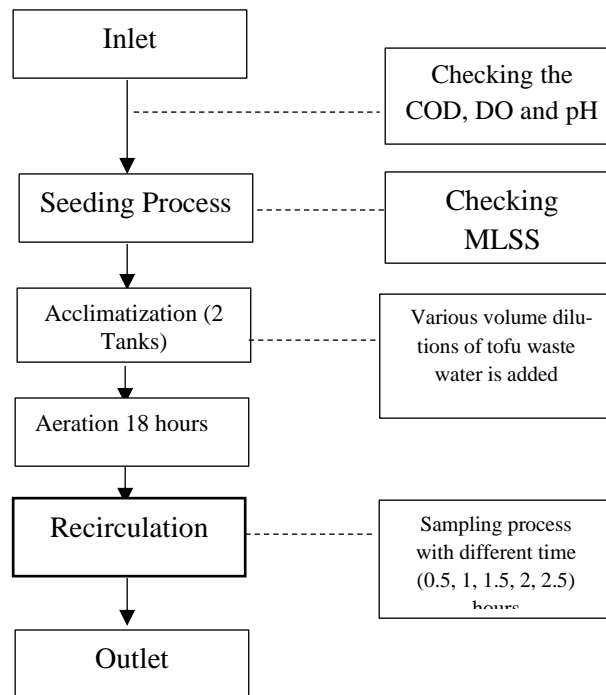 Inlet
Checking the
COD, DO and pH
Seeding Process
Checking
MLSS
Acclimatization (2
Tanks)
Various volume dilu-
tions of tofu waste
water is added
Aeration 18 hours
Recirculation
Sampling process
with different time
(0.5, 1, 1.5, 2, 2.5)
hours
Outlet